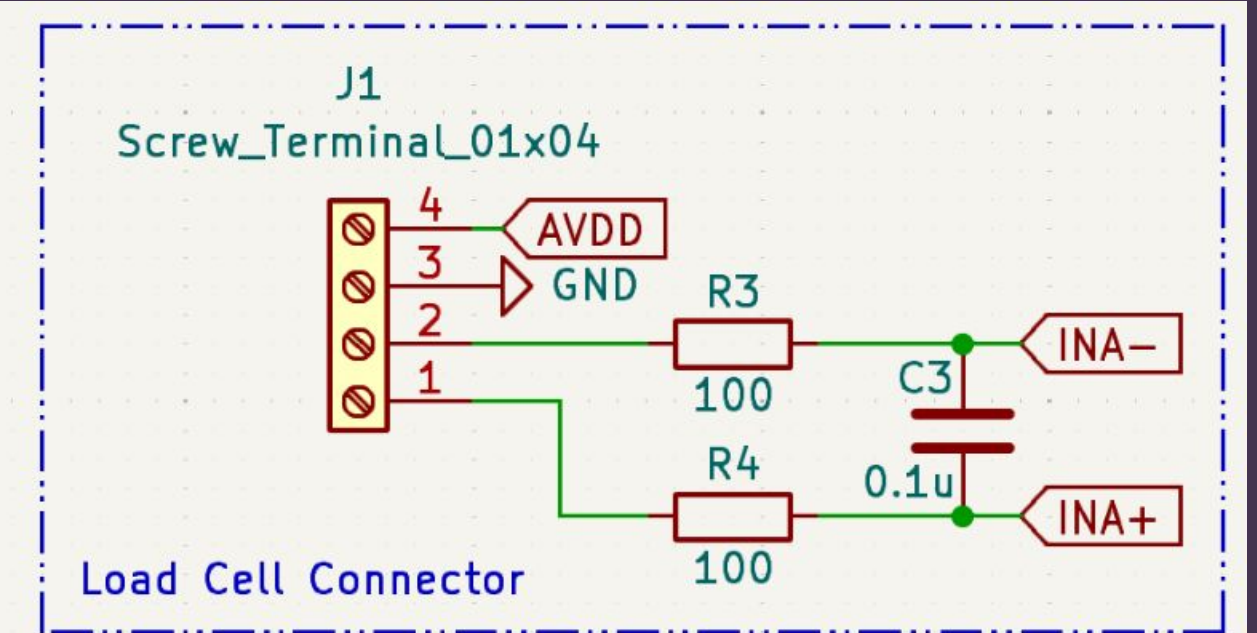 J1
Screw_Terminal_01x04
4
AVDD
3
GND
R3
2
INA-
1
C3
100
R4
0.1u
INA+
100
Load Cell Connector